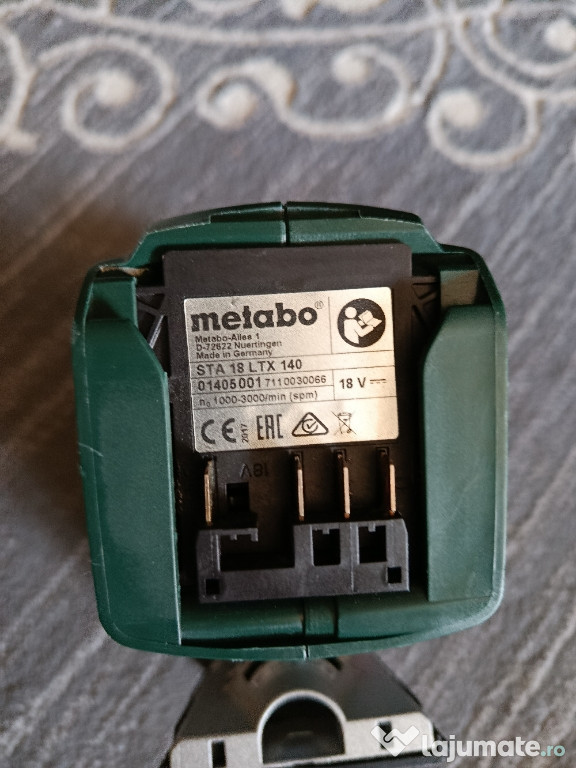 metabo®
Metabo-Allee 1
D-72622 Nuertingen
Made in Germany
STA 18 LTX 140
01405001 7110030066
18 V ⎓
n₀ 1000-3000/min (spm)
CE 2017 EAC
18V
lajumate.ro